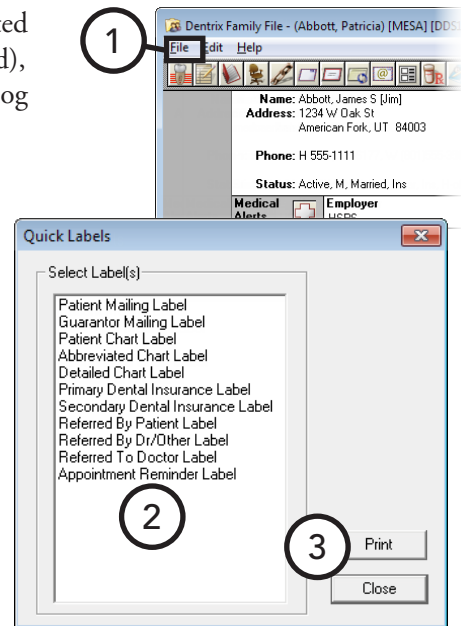 ted
d),
og
1
Dentrix Family File - (Abbott, Patricia) [MESA] [DDS
File Edit Help
Name: Abbott, James S [Jim]
Address: 1234 W Oak St
American Fork, UT 84003
Phone: H 555-1111
Status: Active, M, Married, Ins
Medical Employer
Alerts HSPS
Quick Labels
Select Label(s)
Patient Mailing Label
Guarantor Mailing Label
Patient Chart Label
Abbreviated Chart Label
Detailed Chart Label
Primary Dental Insurance Label
Secondary Dental Insurance Label
Referred By Patient Label
Referred By Dr/Other Label
Referred To Doctor Label
Appointment Reminder Label
2
3
Print
Close